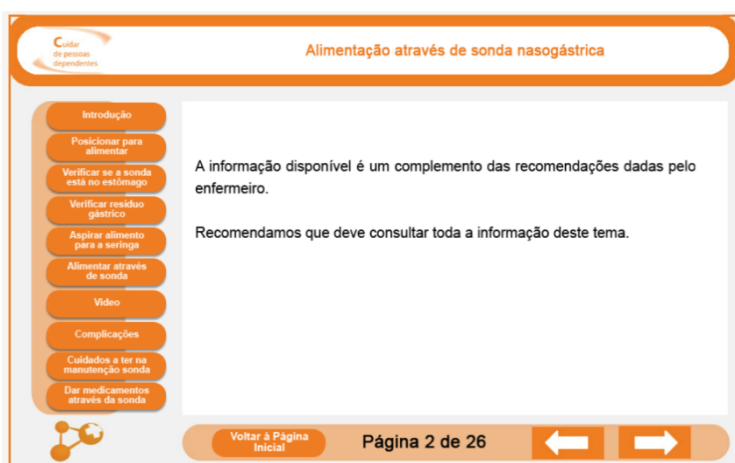 Cuidar
de pessoas
dependentes
Alimentação através de sonda nasogástrica
Introdução
Posicionar para
alimentar
Verificar se a sonda
está no estômago
Verificar resíduo
gástrico
Aspirar alimento
para a seringa
Alimentar através
de sonda
Vídeo
Complicações
Cuidados a ter na
manutenção sonda
Dar medicamentos
através da sonda
A informação disponível é um complemento das recomendações dadas pelo
enfermeiro.
Recomendamos que deve consultar toda a informação deste tema.
Voltar à Página
Inicial
Página 2 de 26